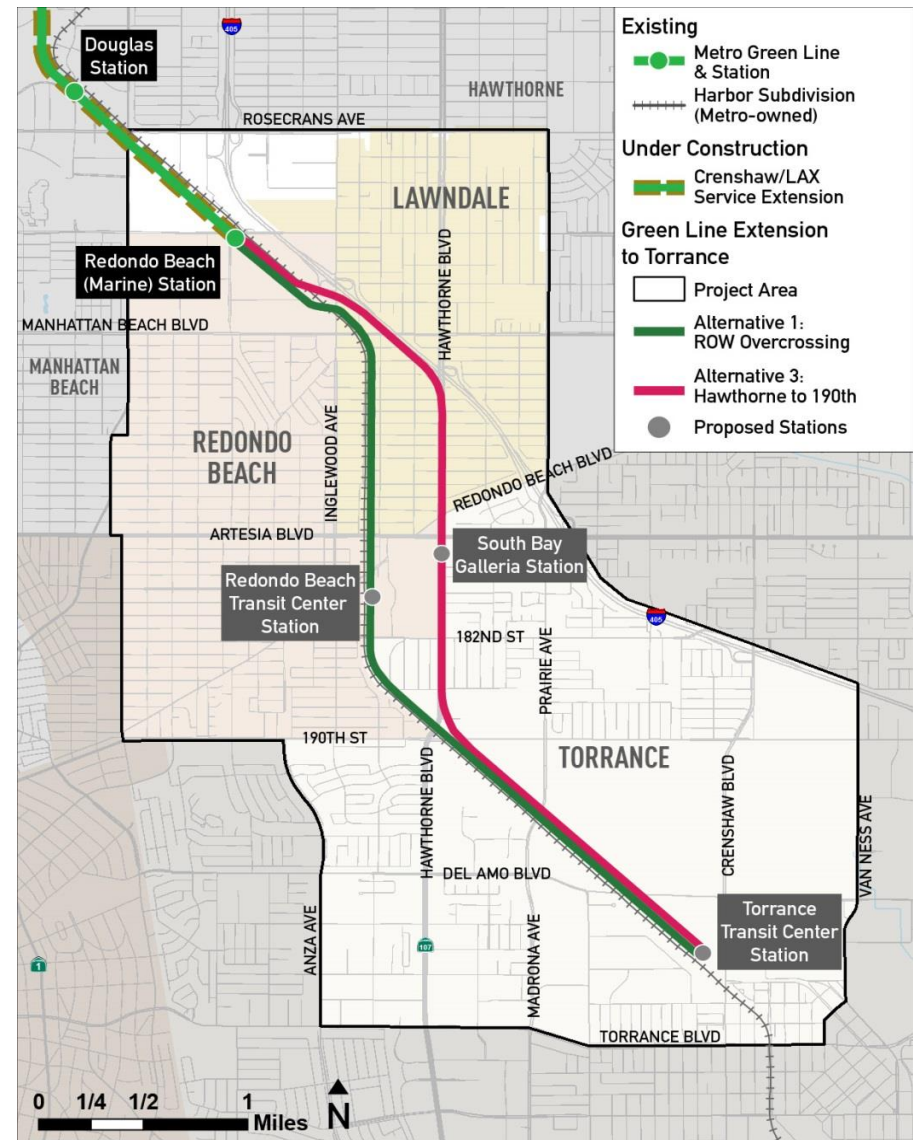 Douglas
Station
405
HAWTHORNE
ROSECRANS AVE
LAWNDALE
HAWTHORNE BLVD
Redondo Beach
(Marine) Station
MANHATTAN BEACH BLVD
MANHATTAN
BEACH
REDONDO
BEACH
INGLEWOOD AVE
REDONDO BEACH BLVD
ARTESIA BLVD
South Bay
Galleria Station
Redondo Beach
Transit Center
Station
405
182ND ST
PRAIRIE AVE
190TH ST
TORRANCE
HAWTHORNE BLVD
CRENSHAW BLVD
VAN NESS AVE
DEL AMO BLVD
ANZA AVE
107
MADRONA AVE
Torrance
Transit Center
Station
1
TORRANCE BLVD
0 1/4 1/2 1
Miles
N
Existing
Metro Green Line
& Station
Harbor Subdivision
(Metro-owned)
Under Construction
Crenshaw/LAX
Service Extension
Green Line Extension
to Torrance
Project Area
Alternative 1:
ROW Overcrossing
Alternative 3:
Hawthorne to 190th
Proposed Stations